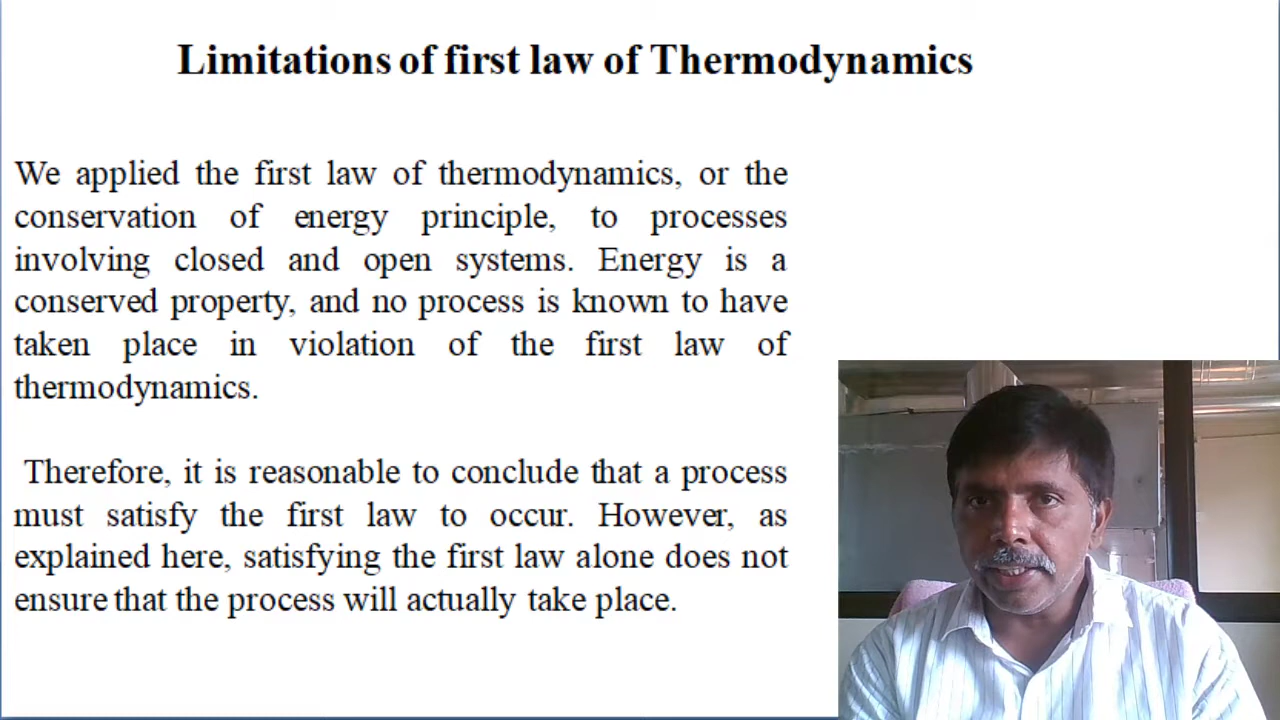 Limitations of first law of Thermodynamics
We applied the first law of thermodynamics, or the
conservation of energy principle, to processes
involving closed and open systems. Energy is a
conserved property, and no process is known to have
taken place in violation of the first law of
thermodynamics.
Therefore, it is reasonable to conclude that a process
must satisfy the first law to occur. However, as
explained here, satisfying the first law alone does not
ensure that the process will actually take place.